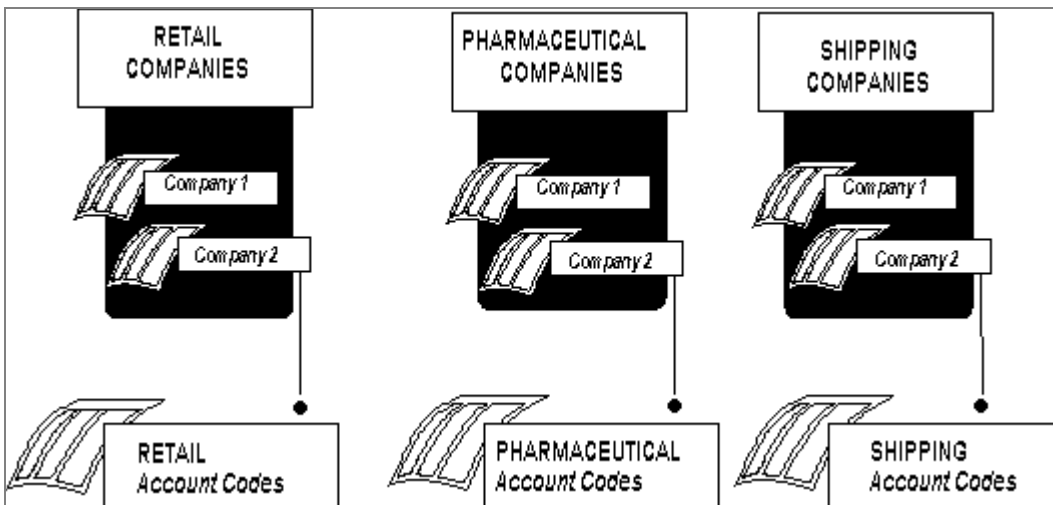 RETAIL
COMPANIES
Company 1
Company 2
RETAIL
Account Codes
PHARMACEUTICAL
COMPANIES
Company 1
Company 2
PHARMACEUTICAL
Account Codes
SHIPPING
COMPANIES
Company 1
Company 2
SHIPPING
Account Codes